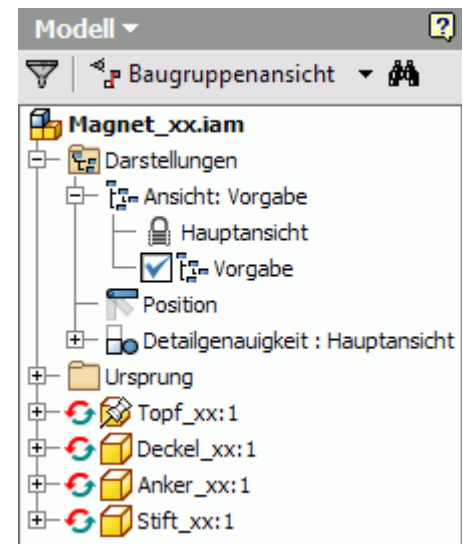 Modell
Baugruppenansicht
Magnet_xx.iam
Darstellungen
Ansicht: Vorgabe
Hauptansicht
Vorgabe
Position
Detailgenauigkeit : Hauptansicht
Ursprung
Topf_xx:1
Deckel_xx:1
Anker_xx:1
Stift_xx:1